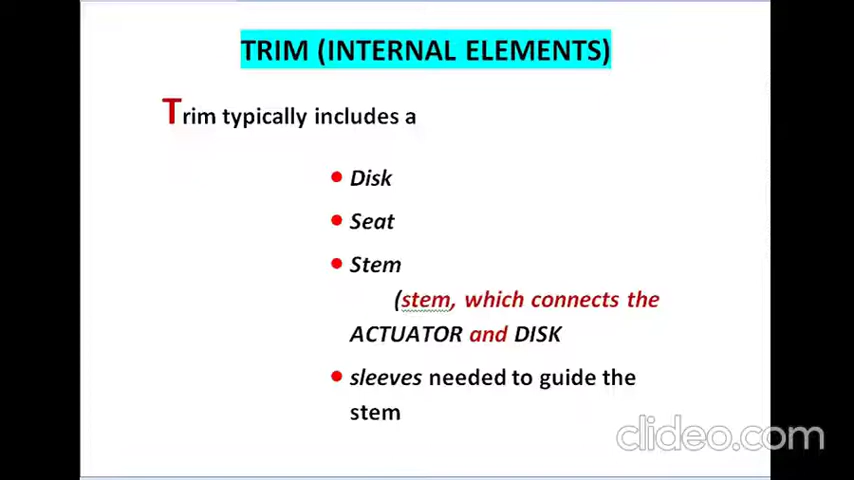 TRIM (INTERNAL ELEMENTS)
Trim typically includes a
• Disk
• Seat
• Stem
(stem, which connects the
ACTUATOR and DISK
• sleeves needed to guide the
stem
clideo.com